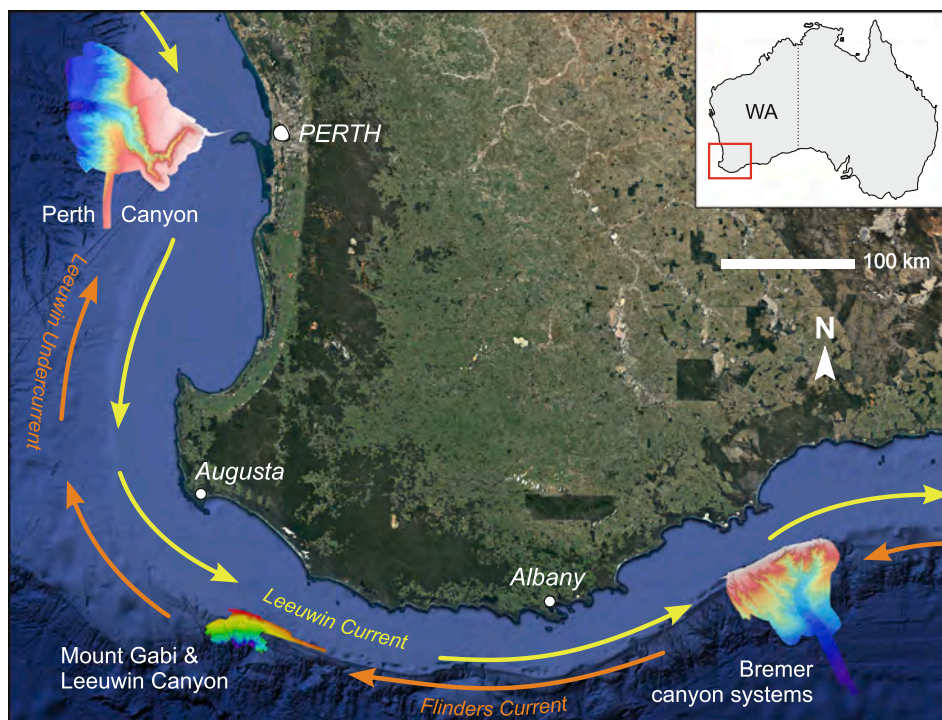 WA
PERTH
Perth Canyon
100 km
N
Leeuwin Undercurrent
Augusta
Albany
Leeuwin Current
Mount Gabi &
Leeuwin Canyon
Bremer
canyon systems
Flinders Current